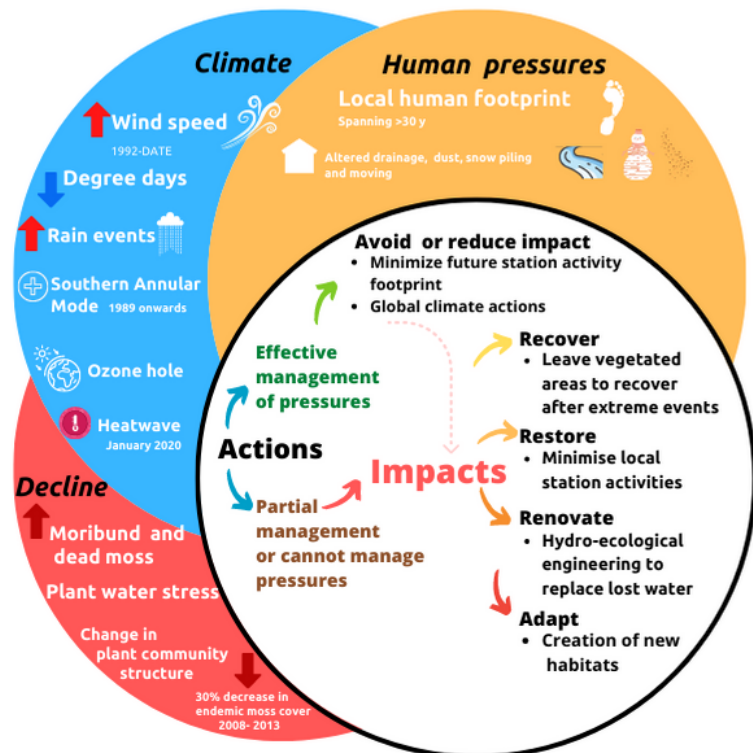 Climate
Wind speed
1992-DATE
Degree days
Rain events
Southern Annular
Mode 1989 onwards
Ozone hole
Heatwave
January 2020
Human pressures
Local human footprint
Spanning >30 y
Altered drainage, dust, snow piling
and moving
Decline
Moribund and
dead moss
Plant water stress
Change in
plant community
structure
30% decrease in
endemic moss cover
2008- 2013
Actions
Effective
management
of pressures
Avoid or reduce impact
• Minimize future station activity
footprint
• Global climate actions
Partial
management
or cannot manage
pressures
Impacts
Recover
• Leave vegetated
areas to recover
after extreme events
Restore
• Minimise local
station activities
Renovate
• Hydro-ecological
engineering to
replace lost water
Adapt
• Creation of new
habitats